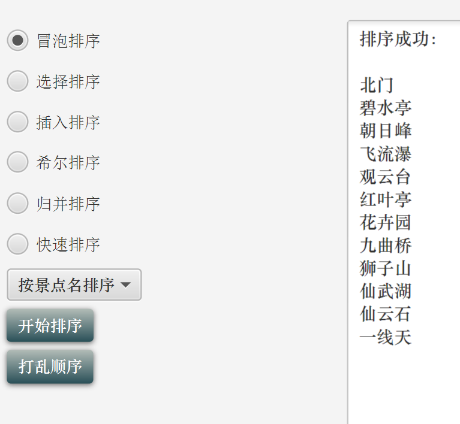 冒泡排序
选择排序
插入排序
希尔排序
归并排序
快速排序
按景点名排序
开始排序
打乱顺序
排序成功:
北门
碧水亭
朝日峰
飞流瀑
观云台
红叶亭
花卉园
九曲桥
狮子山
仙武湖
仙云石
一线天